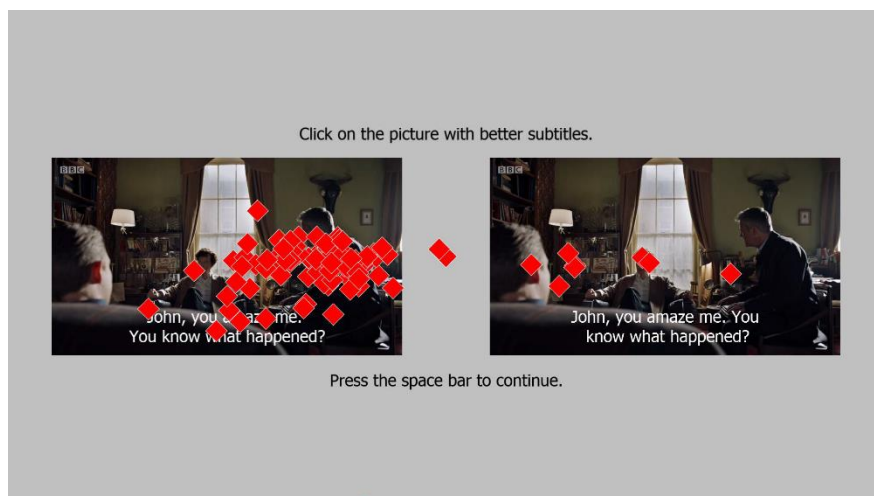 Click on the picture with better subtitles.
BBC
John, you amaze me.
You know what happened?
BBC
John, you amaze me. You
know what happened?
Press the space bar to continue.